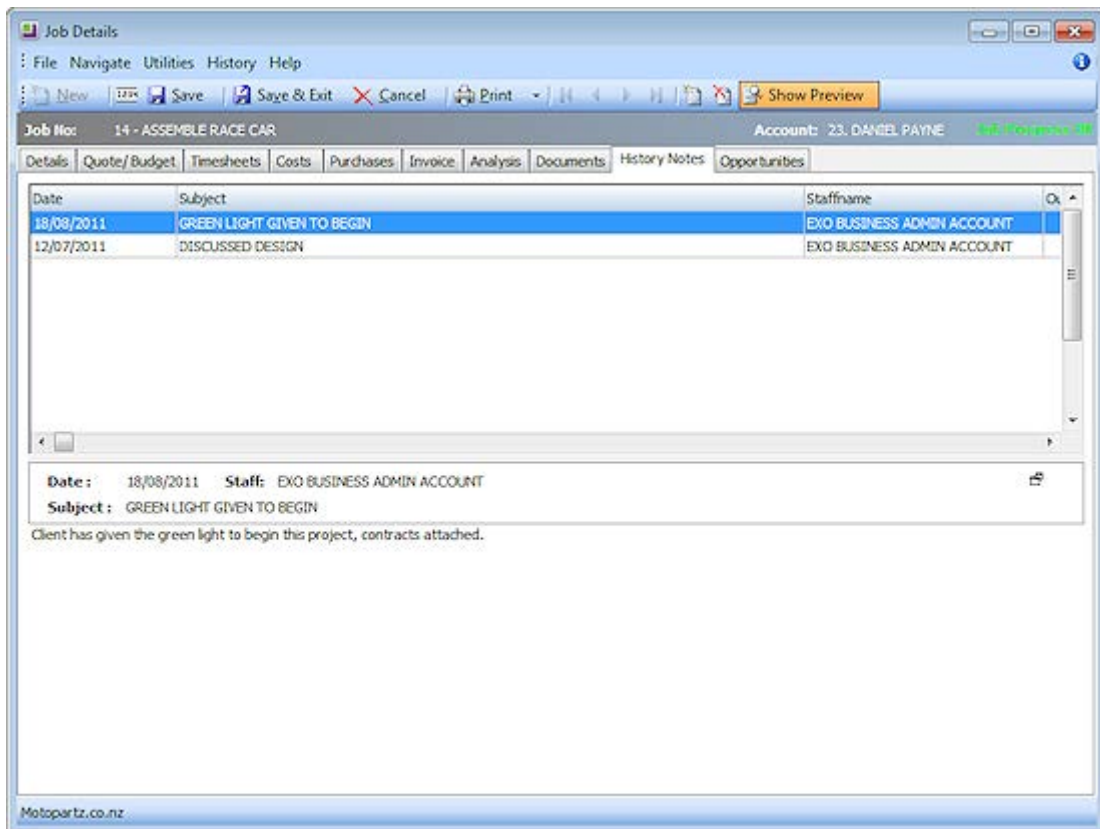 Job Details
File Navigate Utilities History Help
New Save Save & Exit Cancel Print Show Preview
Job No: 14 - ASSEMBLE RACE CAR Account: 23. DANIEL PAYNE
Details Quote/ Budget Timesheets Costs Purchases Invoice Analysis Documents History Notes Opportunities
Date Subject Staffname
18/08/2011 GREEN LIGHT GIVEN TO BEGIN EXO BUSINESS ADMIN ACCOUNT
12/07/2011 DISCUSSED DESIGN EXO BUSINESS ADMIN ACCOUNT
Date : 18/08/2011 Staff: EXO BUSINESS ADMIN ACCOUNT
Subject : GREEN LIGHT GIVEN TO BEGIN
Client has given the green light to begin this project, contracts attached.
Motopartz.co.nz